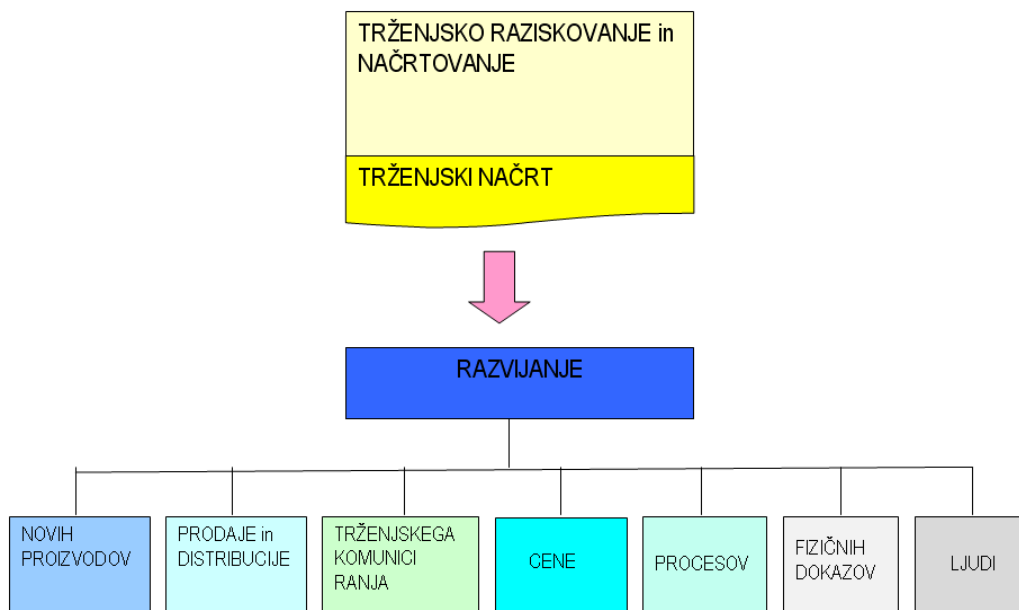 TRŽENJSKO RAZISKOVANJE in
NAČRTOVANJE
TRŽENJSKI NAČRT
RAZVIJANJE
NOVIH
PROIZVODOV
PRODAJE in
DISTRIBUCIJE
TRŽENJSKEGA
KOMUNICI
RANJA
CENE
PROCESOV
FIZIČNIH
DOKAZOV
LJUDI